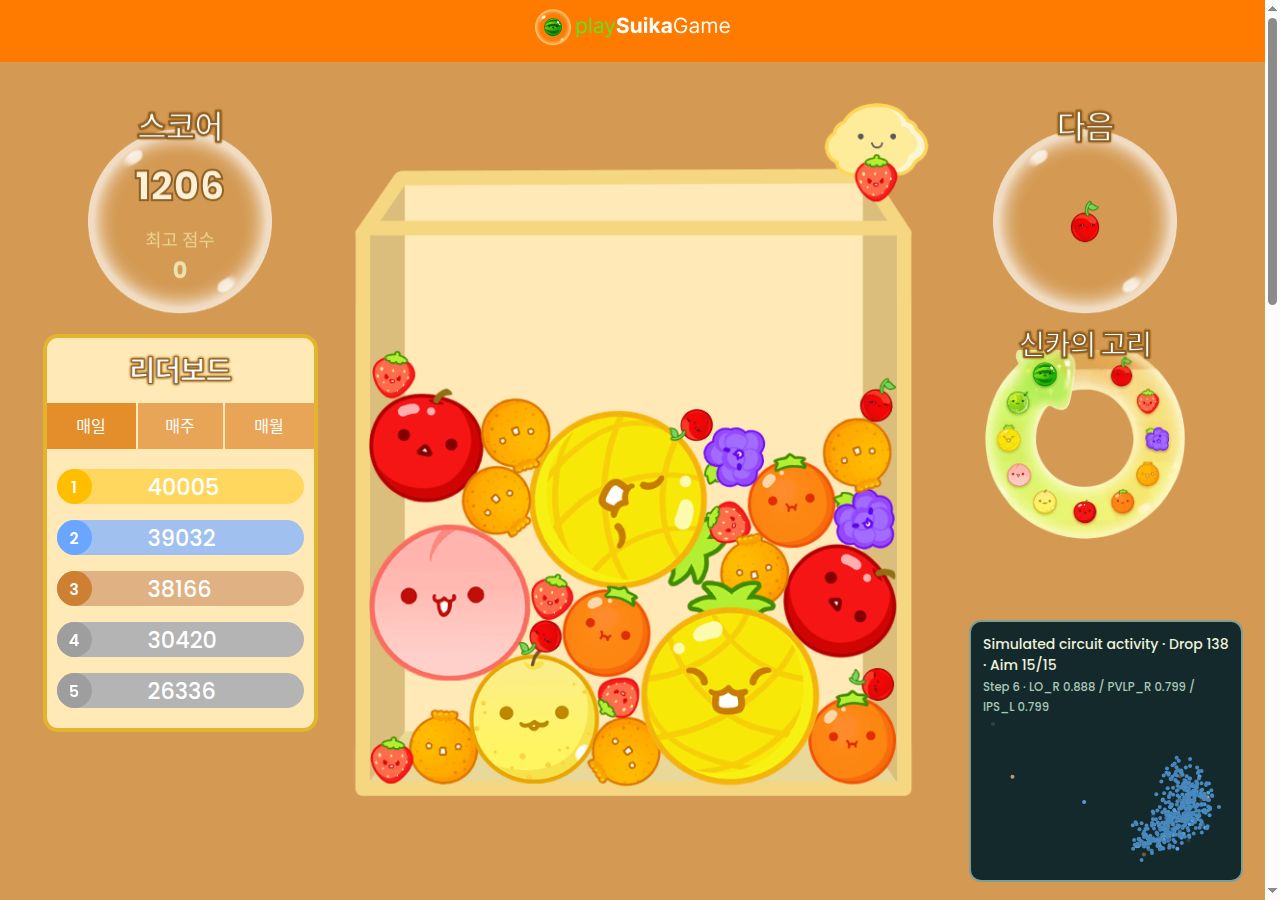 playSuikaGame
스코어
1206
최고 점수
0
다음
리더보드
매일 매주 매월
1 40005
2 39032
3 38166
4 30420
5 26336
신카의 고리
Simulated circuit activity · Drop 138
· Aim 15/15
Step 6 · LO_R 0.888 / PVLP_R 0.799 /
IPS_L 0.799